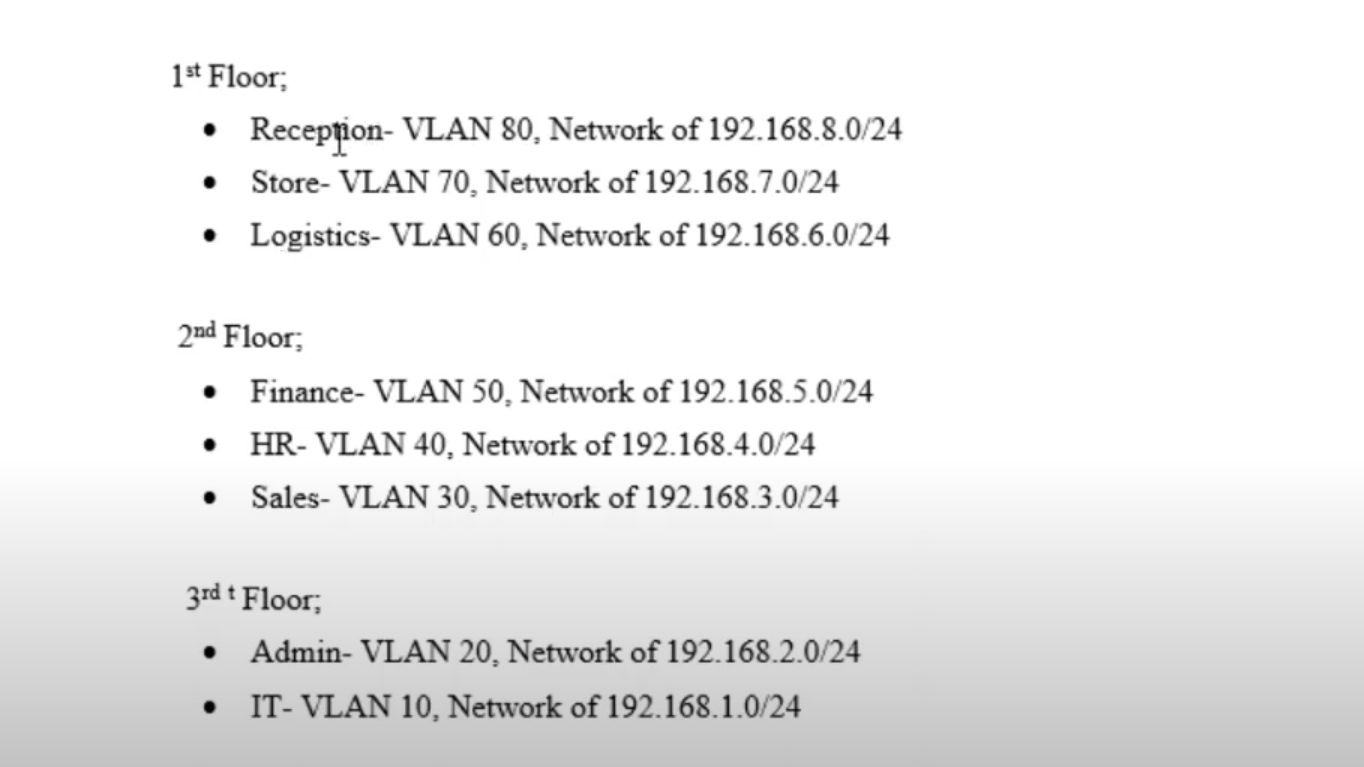 1st Floor;
• Reception- VLAN 80, Network of 192.168.8.0/24
• Store- VLAN 70, Network of 192.168.7.0/24
• Logistics- VLAN 60, Network of 192.168.6.0/24
2nd Floor;
• Finance- VLAN 50, Network of 192.168.5.0/24
• HR- VLAN 40, Network of 192.168.4.0/24
• Sales- VLAN 30, Network of 192.168.3.0/24
3rd t Floor;
• Admin- VLAN 20, Network of 192.168.2.0/24
• IT- VLAN 10, Network of 192.168.1.0/24